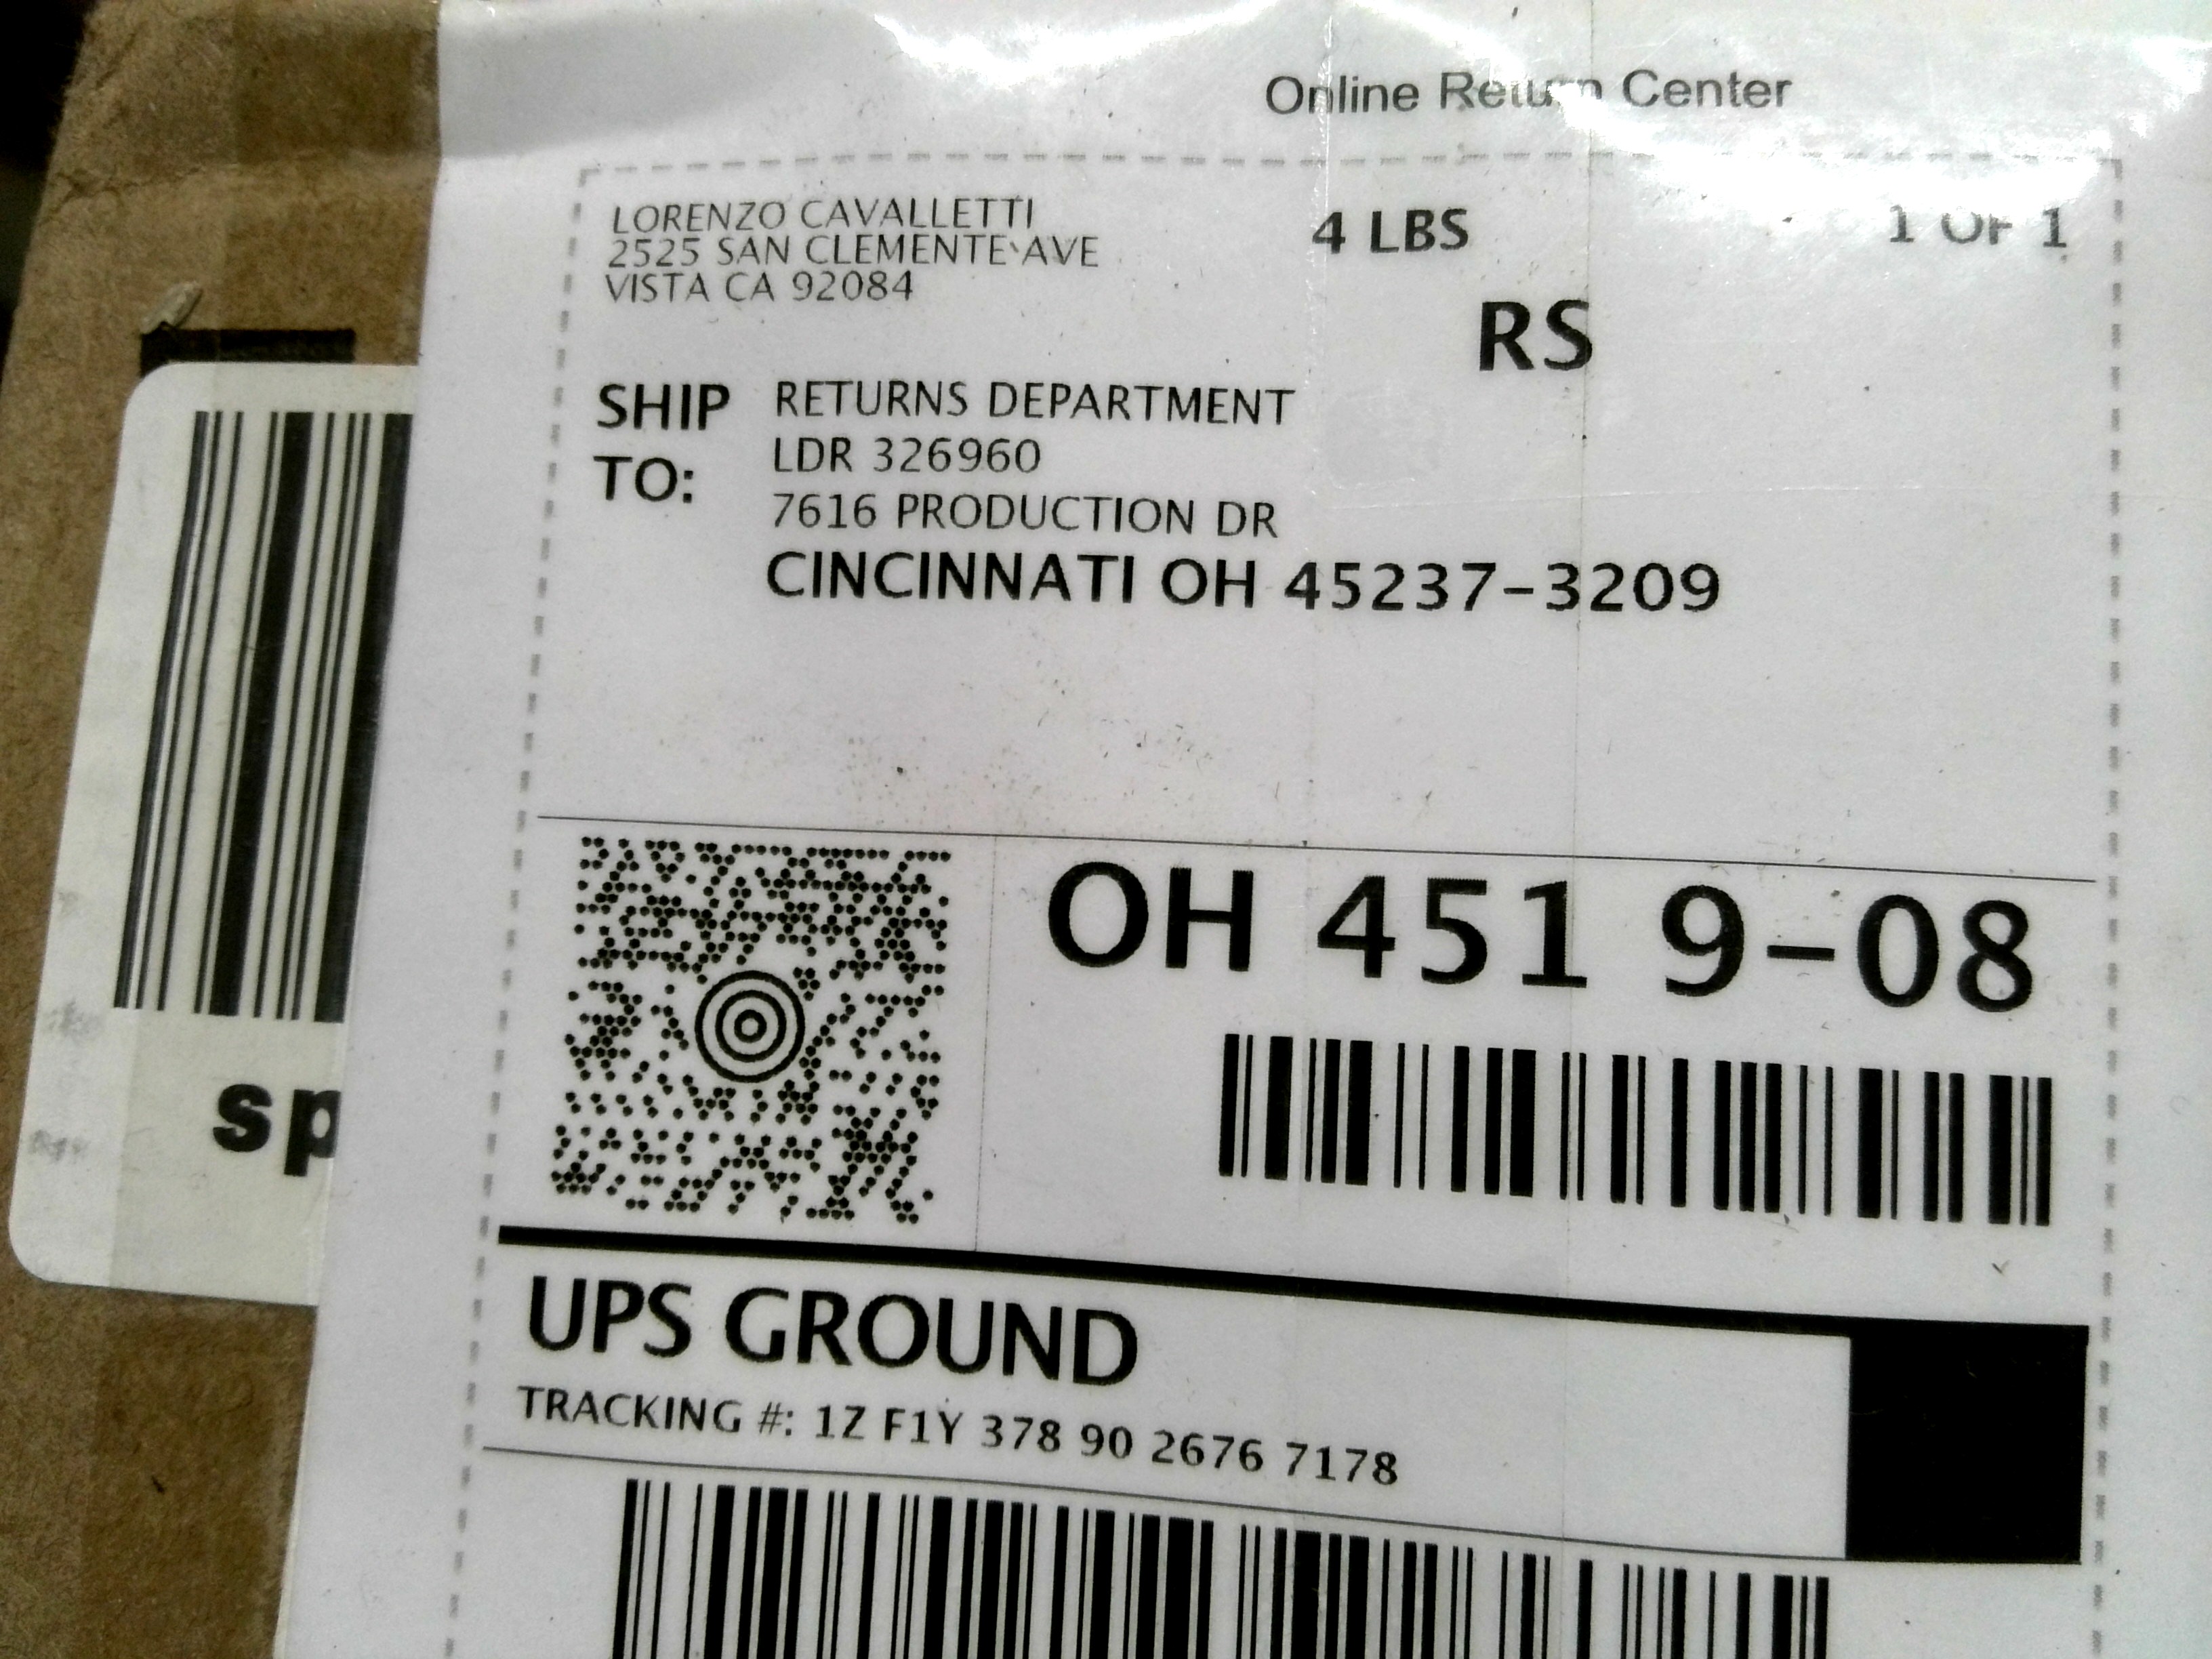 Online Return Center
LORENZO CAVALLETTI
2525 SAN CLEMENTE AVE
VISTA CA 92084
4 LBS
1 OF 1
RS
SHIP TO:
RETURNS DEPARTMENT
LDR 326960
7616 PRODUCTION DR
CINCINNATI OH 45237-3209
OH 451 9-08
UPS GROUND
TRACKING #: 1Z F1Y 378 90 2676 7178
sp